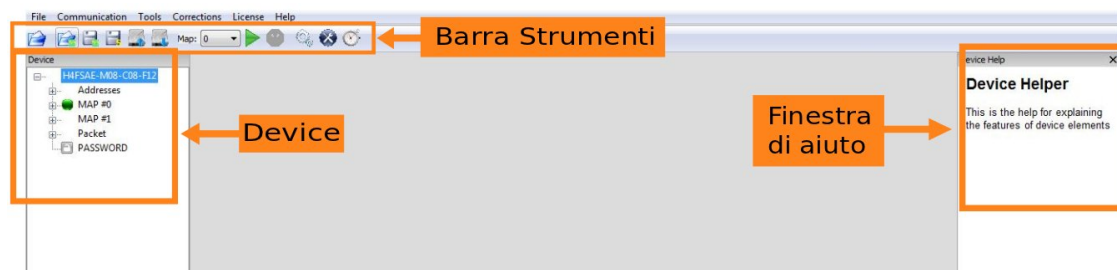 File Communication Tools Corrections License Help
Map: 0
Barra Strumenti
Device
H4FSAE-M08-C08-F12
Addresses
MAP #0
MAP #1
Packet
PASSWORD
Device
Finestra
di aiuto
evice Help X
Device Helper
This is the help for explaining
the features of device elements